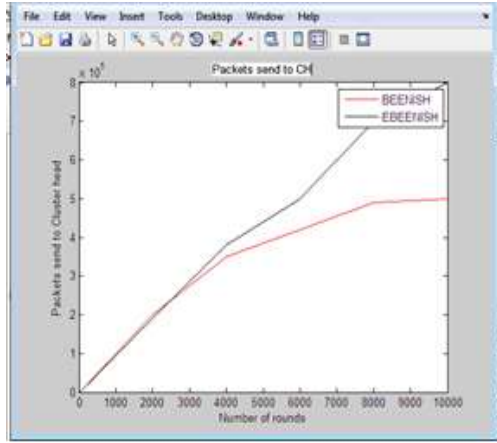 File Edit View Insert Tools Desktop Window Help
Packets send to CH
x 10
BEENISH
EBEENISH
Packets send to Cluster head
8
7
6
5
4
3
2
1
0
0 1000 2000 3000 4000 5000 6000 7000 8000 9000 10000
Number of rounds